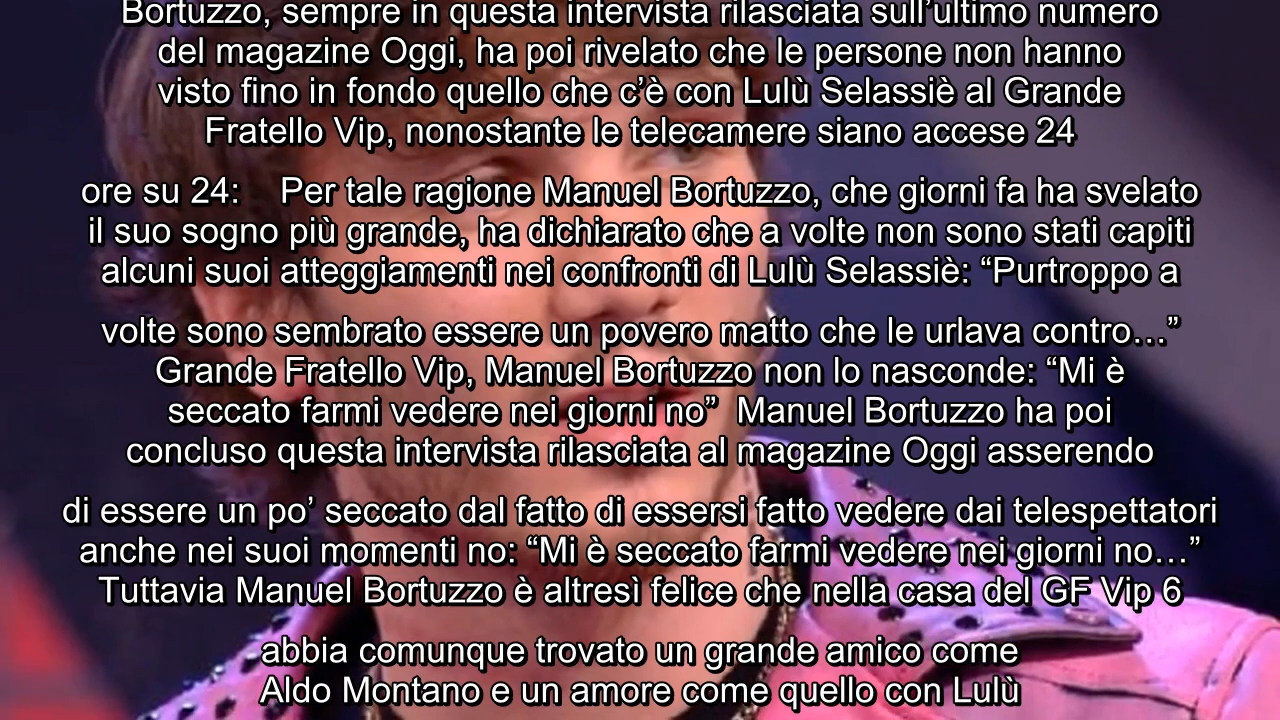 Bortuzzo, sempre in questa intervista rilasciata sull’ultimo numero
del magazine Oggi, ha poi rivelato che le persone non hanno
visto fino in fondo quello che c’è con Lulù Selassiè al Grande
Fratello Vip, nonostante le telecamere siano accese 24
ore su 24:    Per tale ragione Manuel Bortuzzo, che giorni fa ha svelato
il suo sogno più grande, ha dichiarato che a volte non sono stati capiti
alcuni suoi atteggiamenti nei confronti di Lulù Selassiè: “Purtroppo a
volte sono sembrato essere un povero matto che le urlava contro…”
Grande Fratello Vip, Manuel Bortuzzo non lo nasconde: “Mi è
seccato farmi vedere nei giorni no”  Manuel Bortuzzo ha poi
concluso questa intervista rilasciata al magazine Oggi asserendo
di essere un po’ seccato dal fatto di essersi fatto vedere dai telespettatori
anche nei suoi momenti no: “Mi è seccato farmi vedere nei giorni no…”
Tuttavia Manuel Bortuzzo è altresì felice che nella casa del GF Vip 6
abbia comunque trovato un grande amico come
Aldo Montano e un amore come quello con Lulù